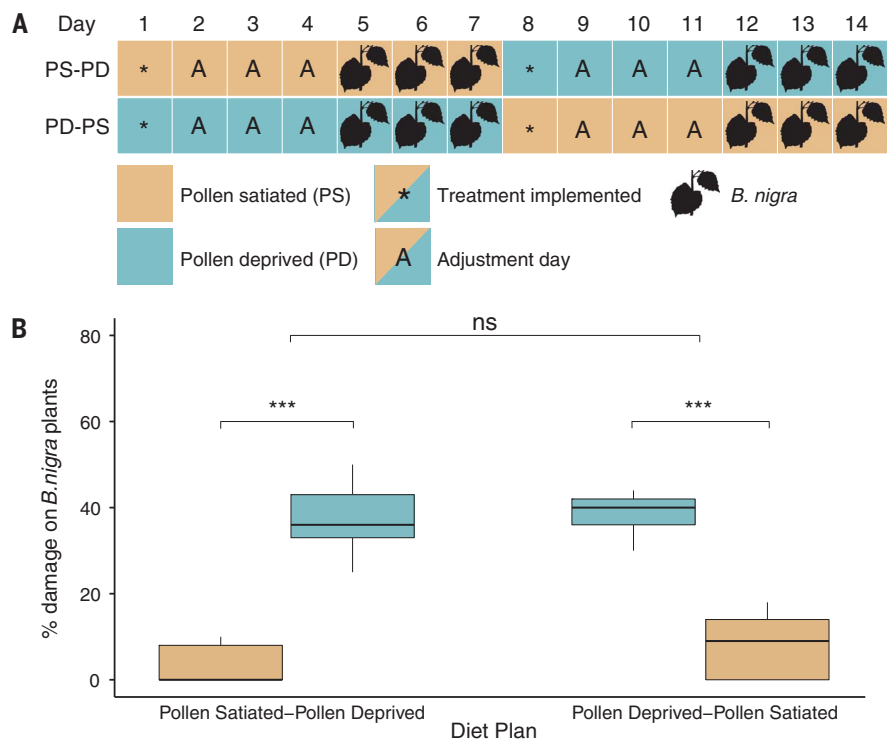 A Day 1 2 3 4 5 6 7 8 9 10 11 12 13 14
PS-PD * A A A * A A A
PD-PS * A A A * A A A
Pollen satiated (PS) * Treatment implemented B. nigra
Pollen deprived (PD) A Adjustment day
B
ns
80
*** ***
60
40
20
0
% damage on B.nigra plants
Pollen Satiated–Pollen Deprived Pollen Deprived–Pollen Satiated
Diet Plan